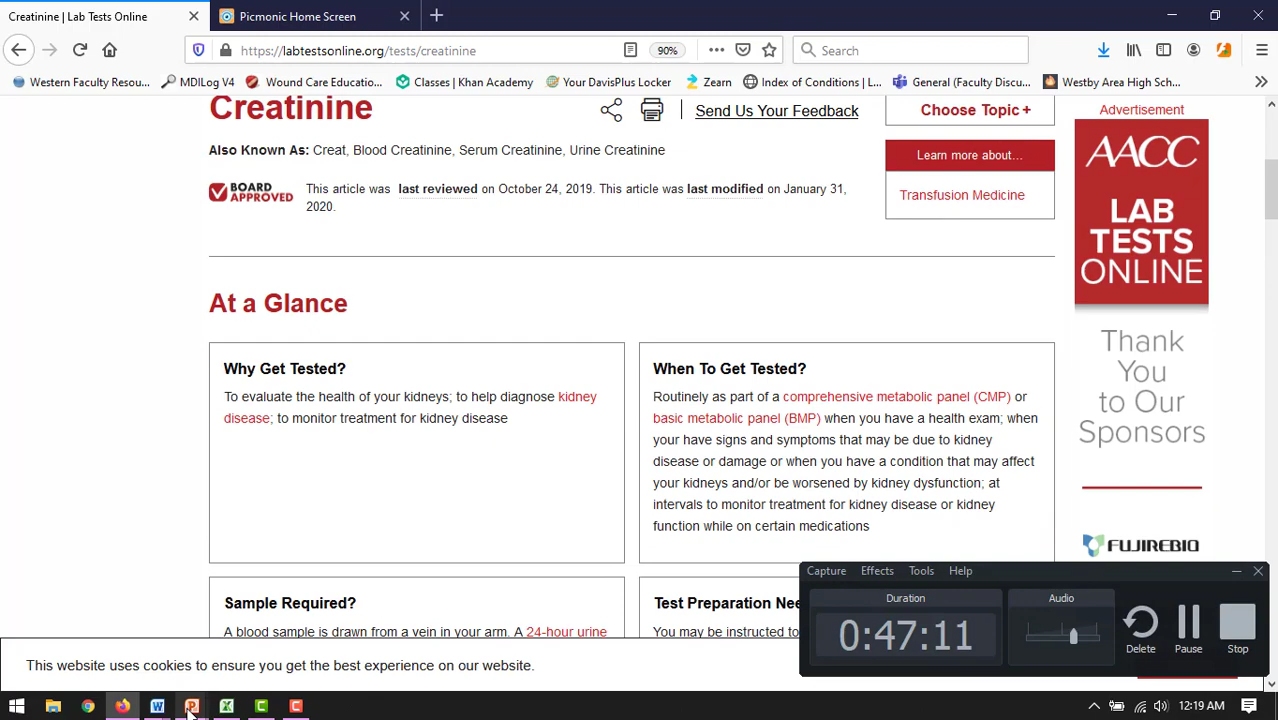 Creatinine | Lab Tests Online
Picmonic Home Screen
https://labtestsonline.org/tests/creatinine
90%
Search
Western Faculty Resou...
MDILog V4
Wound Care Educatio...
Classes | Khan Academy
Your DavisPlus Locker
Zearn
Index of Conditions | L...
General (Faculty Discu...
Westby Area High Sch...
Creatinine
Send Us Your Feedback
Choose Topic +
Advertisement
Also Known As: Creat, Blood Creatinine, Serum Creatinine, Urine Creatinine
Learn more about...
BOARD
APPROVED
This article was last reviewed on October 24, 2019. This article was last modified on January 31,
2020.
Transfusion Medicine
AACC
LAB
TESTS
ONLINE
At a Glance
Why Get Tested?
To evaluate the health of your kidneys; to help diagnose kidney
disease; to monitor treatment for kidney disease
When To Get Tested?
Routinely as part of a comprehensive metabolic panel (CMP) or
basic metabolic panel (BMP) when you have a health exam; when
your have signs and symptoms that may be due to kidney
disease or damage or when you have a condition that may affect
your kidneys and/or be worsened by kidney dysfunction; at
intervals to monitor treatment for kidney disease or kidney
function while on certain medications
Thank
You
to Our
Sponsors
FUJIREBIO
Sample Required?
A blood sample is drawn from a vein in your arm. A 24-hour urine
Test Preparation Nee
You may be instructed to
Capture
Effects
Tools
Help
Duration
Audio
0:47:11
Delete
Pause
Stop
This website uses cookies to ensure you get the best experience on our website.
12:19 AM